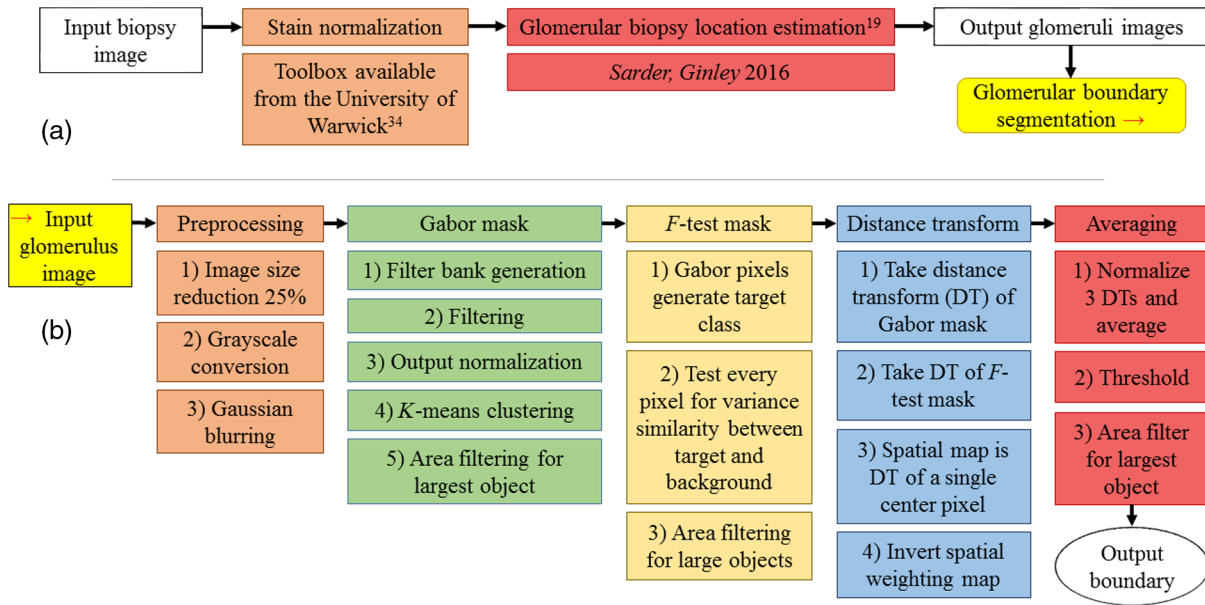 Input biopsy
image
Stain normalization
Toolbox available
from the University of
Warwick³⁴
Glomerular biopsy location estimation¹⁹
Sarder, Ginley 2016
Output glomeruli images
Glomerular boundary
segmentation →
(a)
→ Input
glomerulus
image
Preprocessing
1) Image size
reduction 25%
2) Grayscale
conversion
3) Gaussian
blurring
Gabor mask
1) Filter bank generation
2) Filtering
3) Output normalization
4) K-means clustering
5) Area filtering for
largest object
F-test mask
1) Gabor pixels
generate target
class
2) Test every
pixel for variance
similarity between
target and
background
3) Area filtering
for large objects
Distance transform
1) Take distance
transform (DT) of
Gabor mask
2) Take DT of F-
test mask
3) Spatial map is
DT of a single
center pixel
4) Invert spatial
weighting map
Averaging
1) Normalize
3 DTs and
average
2) Threshold
3) Area filter
for largest
object
Output
boundary
(b)